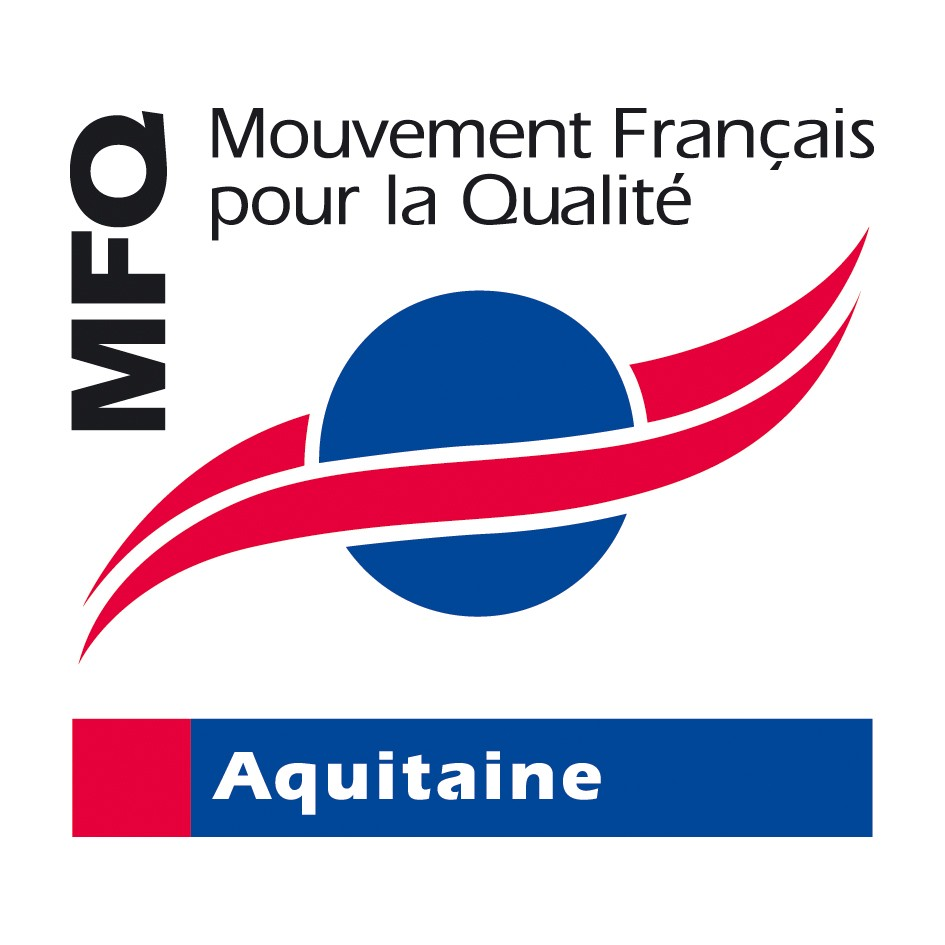 MFQ
Mouvement Français
pour la Qualité
Aquitaine